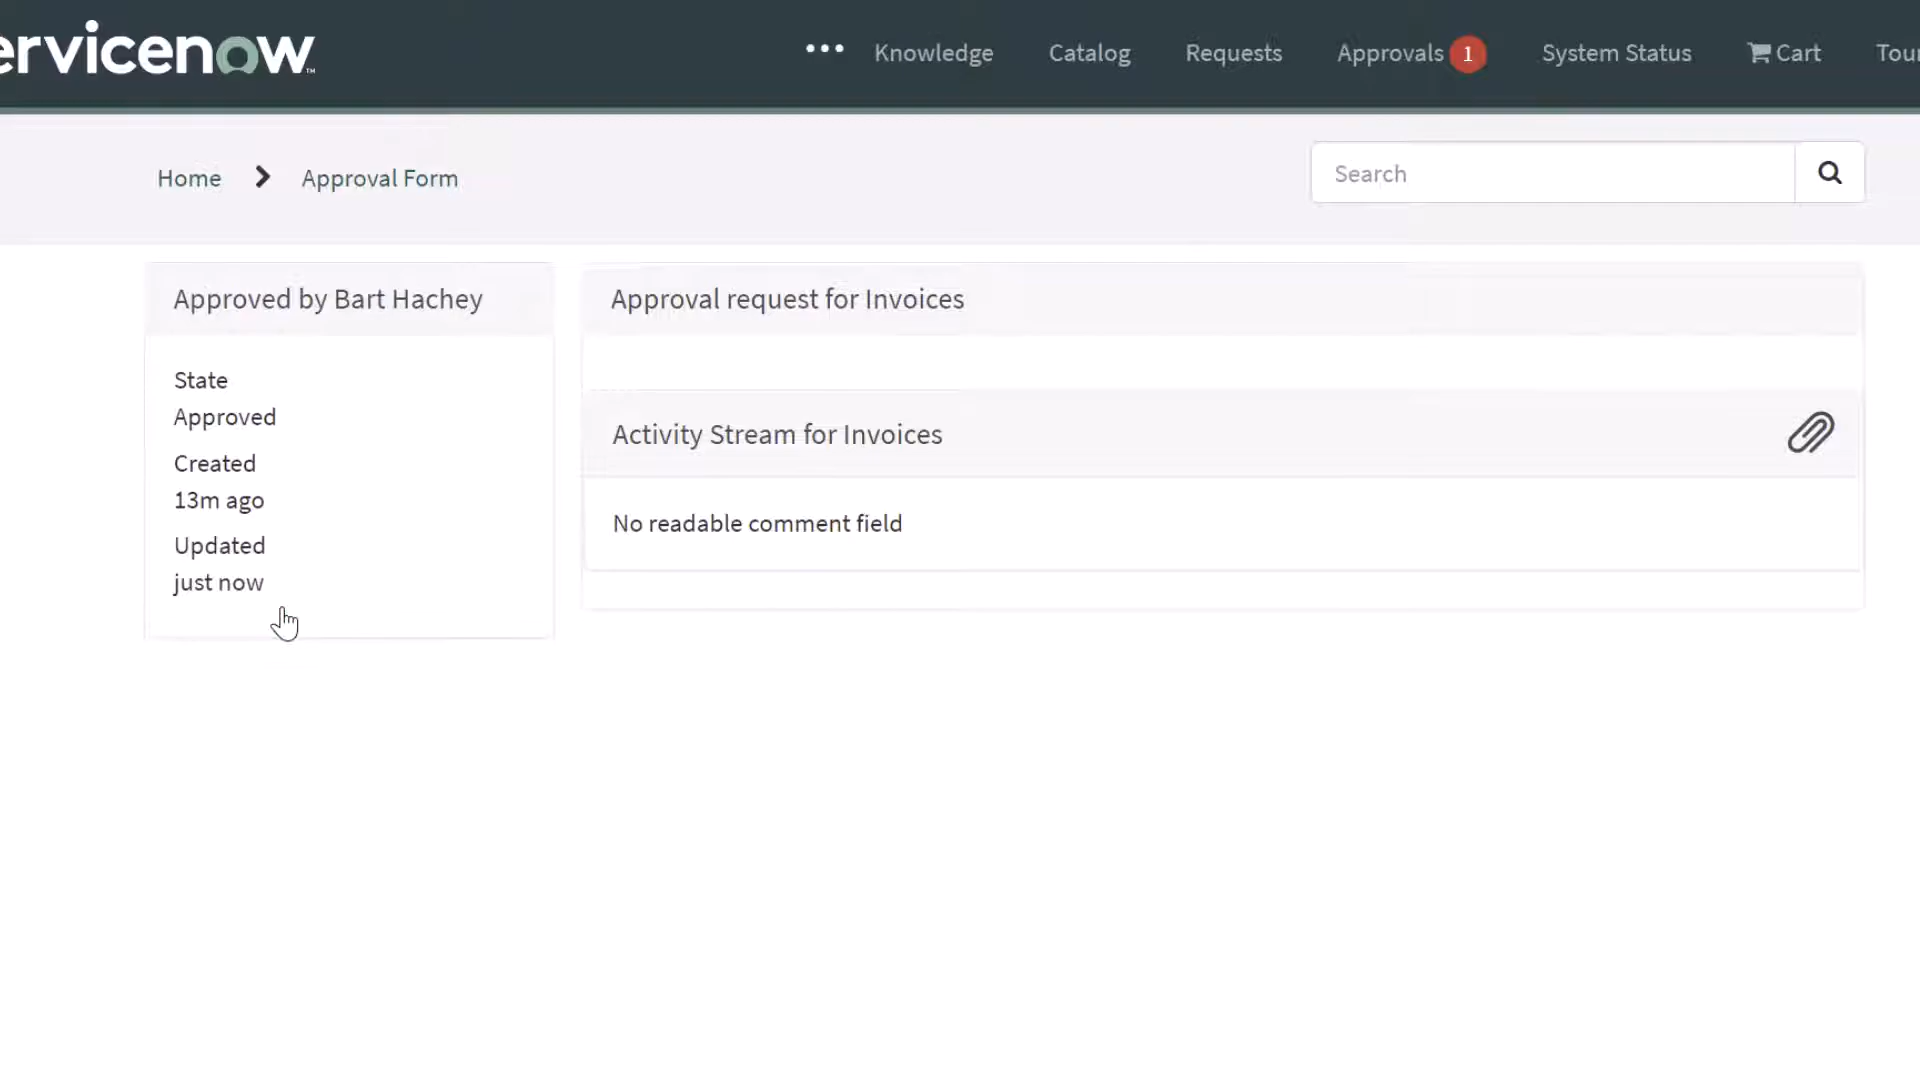 ervicenow™
••• Knowledge Catalog Requests Approvals 1 System Status Cart Tou
Home > Approval Form
Search
Approved by Bart Hachey
State
Approved
Created
13m ago
Updated
just now
Approval request for Invoices
Activity Stream for Invoices
No readable comment field